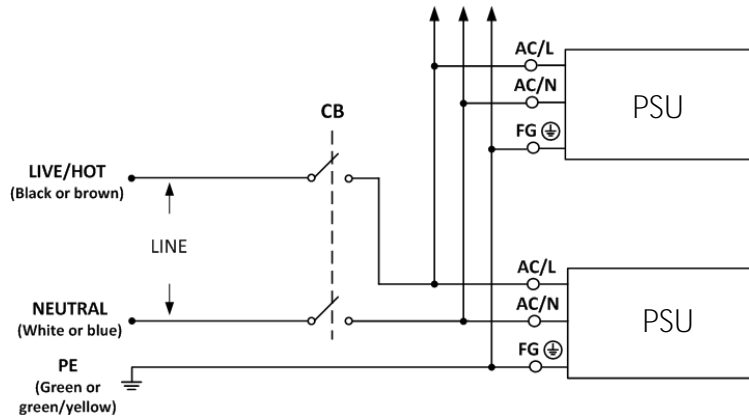 AC/L
AC/N
FG
PSU
CB
LIVE/HOT
(Black or brown)
LINE
NEUTRAL
(White or blue)
PE
(Green or
green/yellow)
AC/L
AC/N
FG
PSU